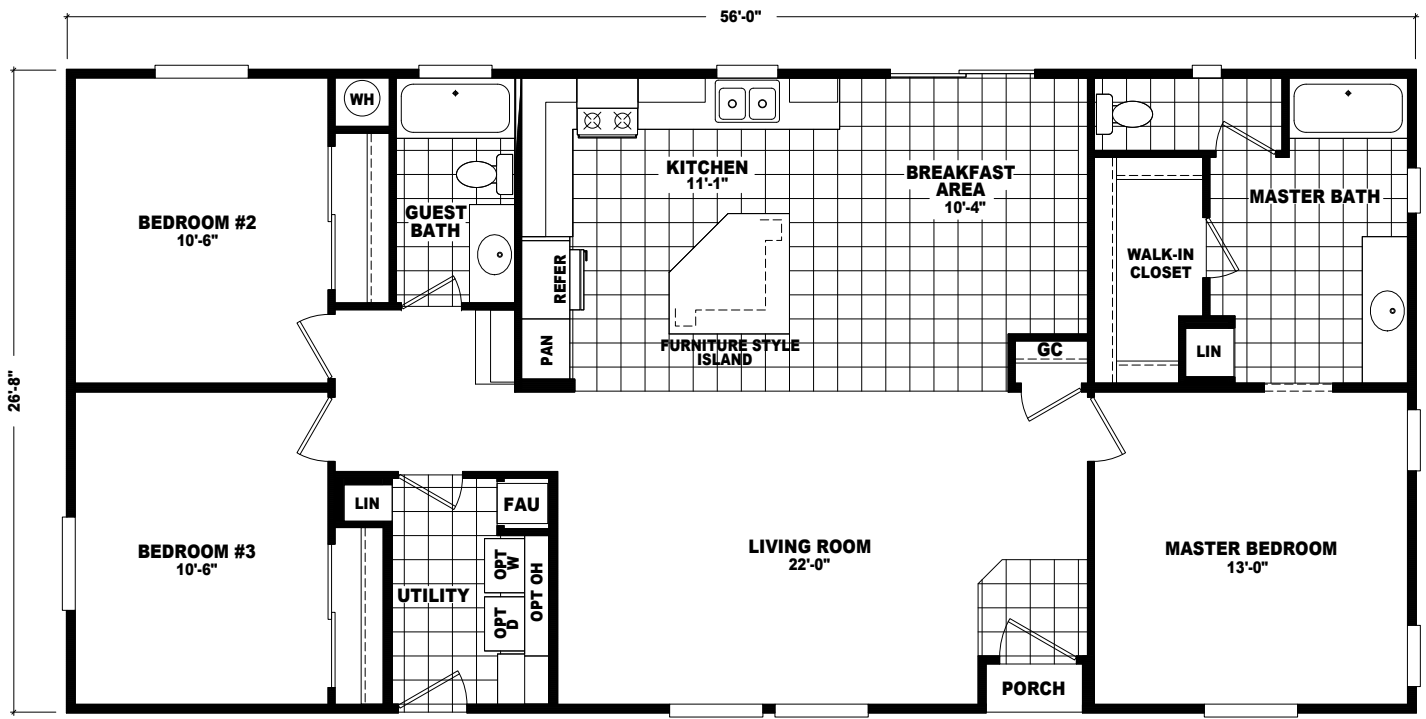 56'-0"
26'-8"
WH
KITCHEN
11'-1"
BREAKFAST
AREA
10'-4"
MASTER BATH
BEDROOM #2
10'-6"
GUEST
BATH
WALK-IN
CLOSET
REFER
PAN
FURNITURE STYLE
ISLAND
GC
LIN
LIN
FAU
BEDROOM #3
10'-6"
UTILITY
OPT
W
OPT
D
OPT OH
LIVING ROOM
22'-0"
MASTER BEDROOM
13'-0"
PORCH